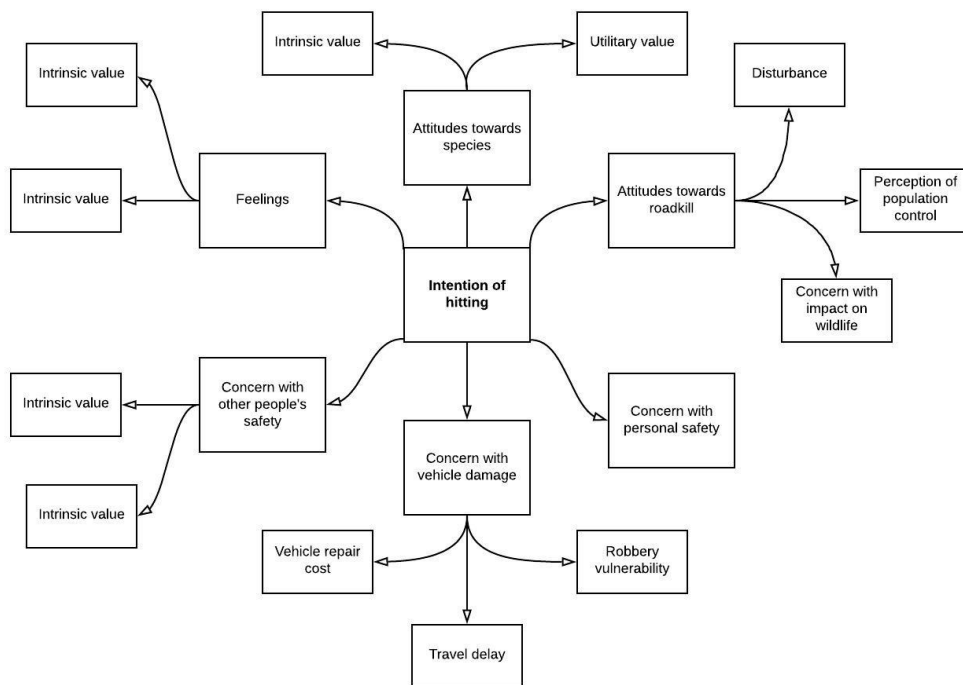 Intrinsic value
Utilitary value
Intrinsic value
Disturbance
Attitudes towards
species
Intrinsic value
Feelings
Attitudes towards
roadkill
Perception of
population
control
Intention of
hitting
Concern with
impact on
wildlife
Intrinsic value
Concern with
other people's
safety
Concern with
personal safety
Concern with
vehicle damage
Intrinsic value
Vehicle repair
cost
Robbery
vulnerability
Travel delay